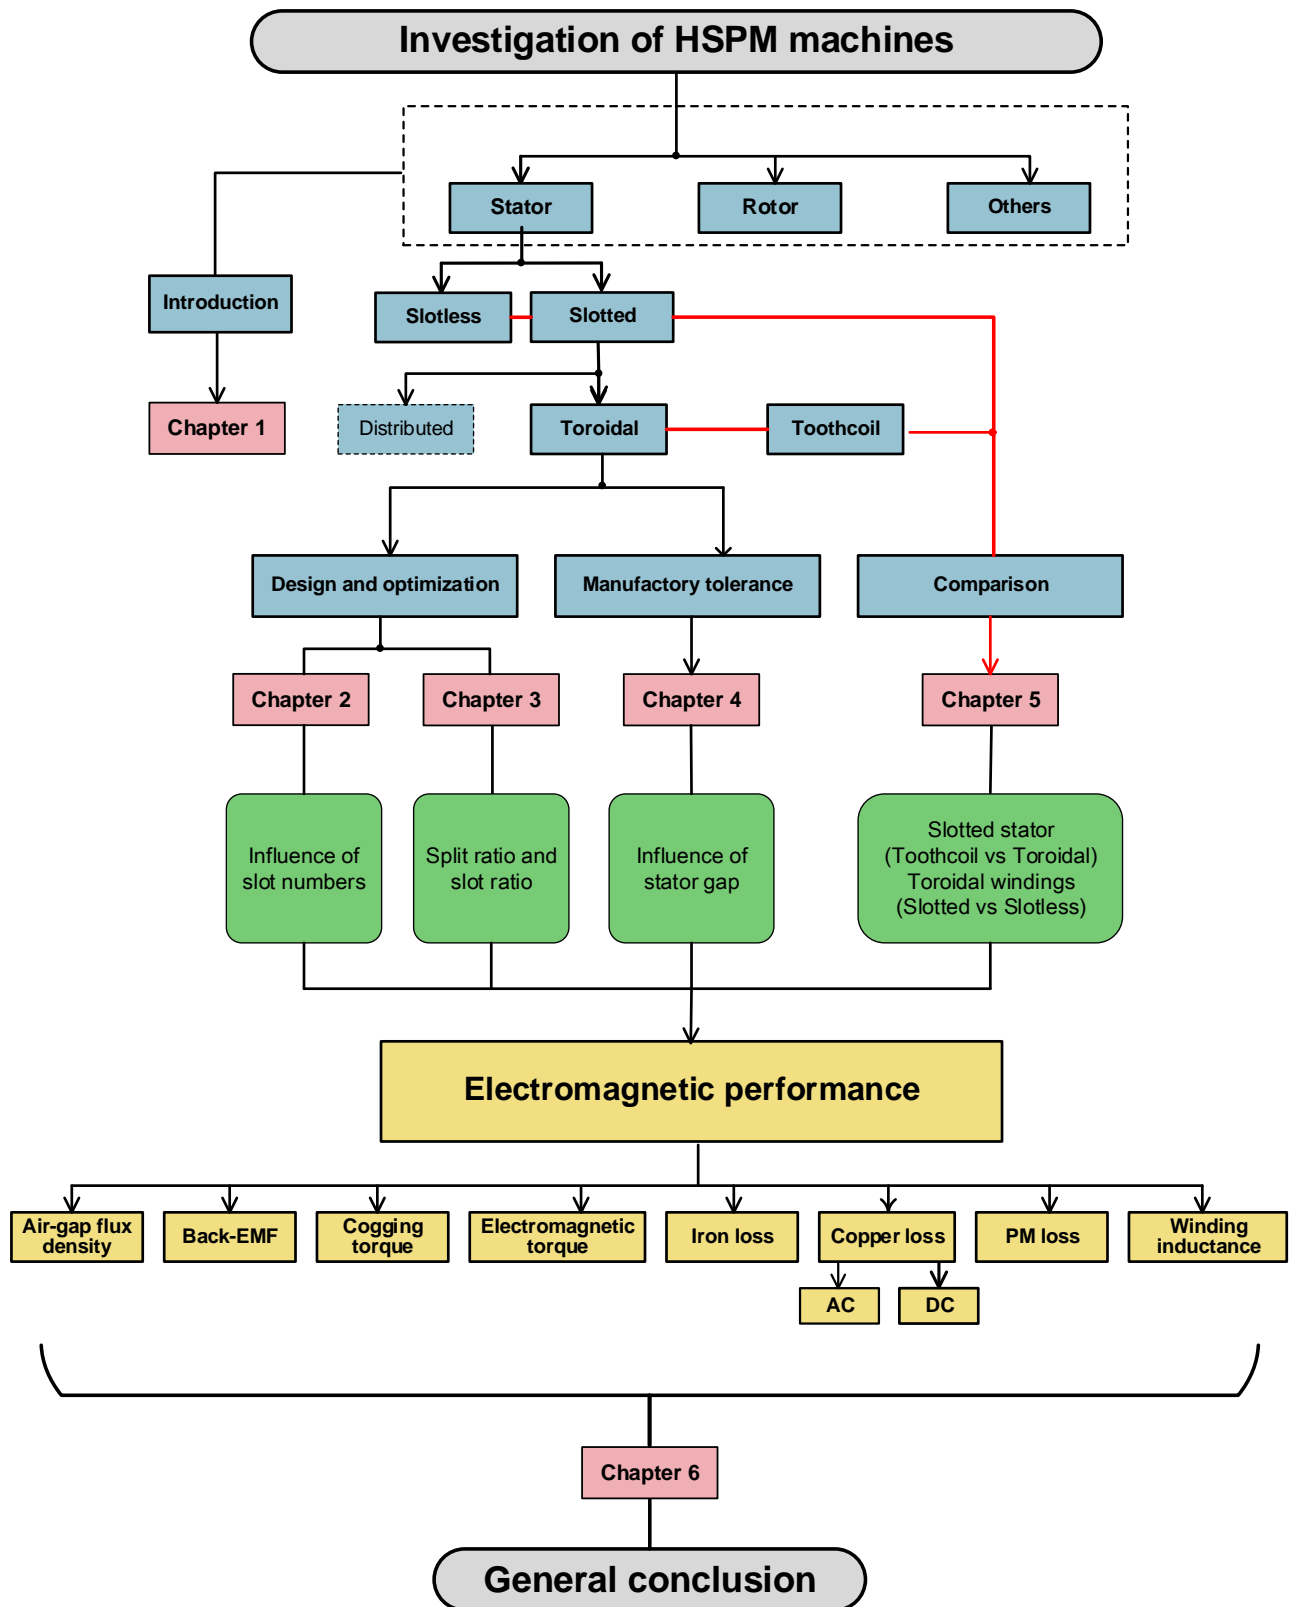 Investigation of HSPM machines
Stator
Rotor
Others
Introduction
Slotless
Slotted
Chapter 1
Distributed
Toroidal
Toothcoil
Design and optimization
Manufactory tolerance
Comparison
Chapter 2
Chapter 3
Chapter 4
Chapter 5
Influence of
slot numbers
Split ratio and
slot ratio
Influence of
stator gap
Slotted stator
(Toothcoil vs Toroidal)
Toroidal windings
(Slotted vs Slotless)
Electromagnetic performance
Air-gap flux
density
Back-EMF
Cogging
torque
Electromagnetic
torque
Iron loss
Copper loss
PM loss
Winding
inductance
AC
DC
Chapter 6
General conclusion